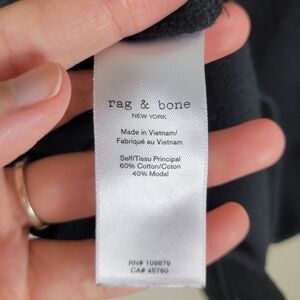 rag & bone
NEW YORK
Made in Vietnam/
Fabriqué au Vietnam
Self/Tissu Principal
60% Cotton/Coton
40% Modal
RN# 108879
CA# 45760